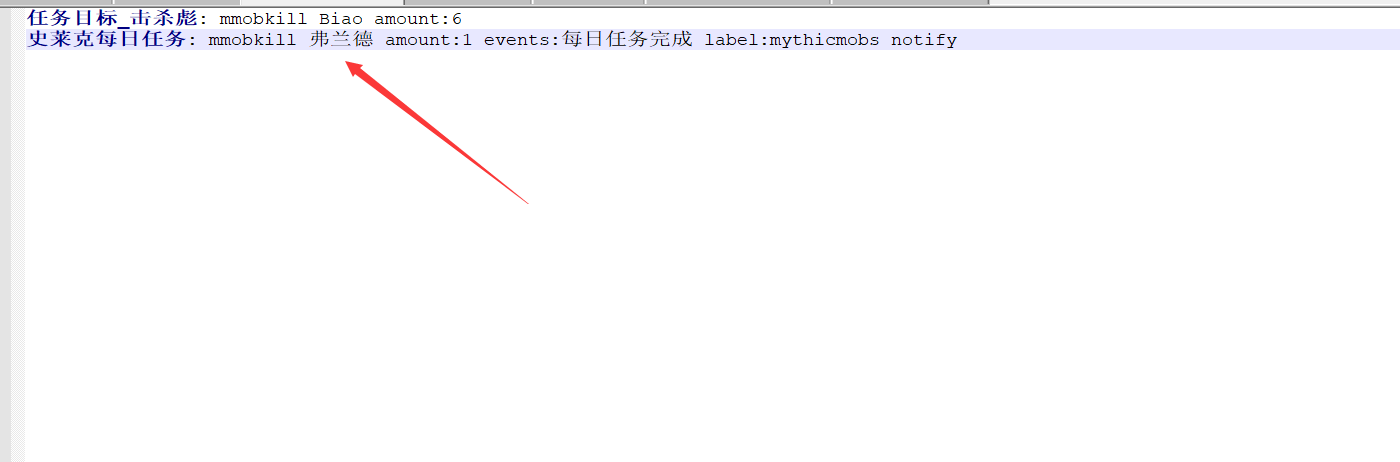 任务目标_击杀彪: mmobkill Biao amount:6
史莱克每日任务: mmobkill 弗兰德 amount:1 events:每日任务完成 label:mythicmobs notify